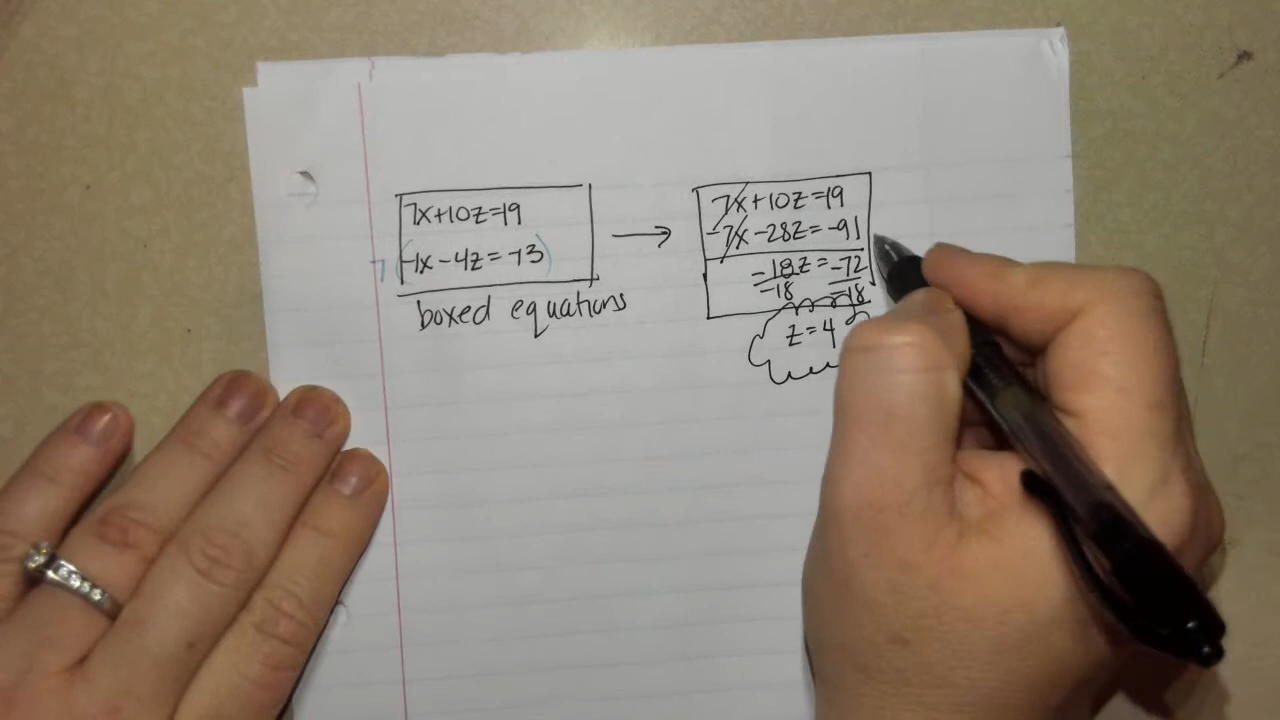 7x+10z=19
7(-1x-4z=-13)
boxed equations
→
7x+10z=19
-7x-28z=-91
-18z=-72
-18 -18
z=4